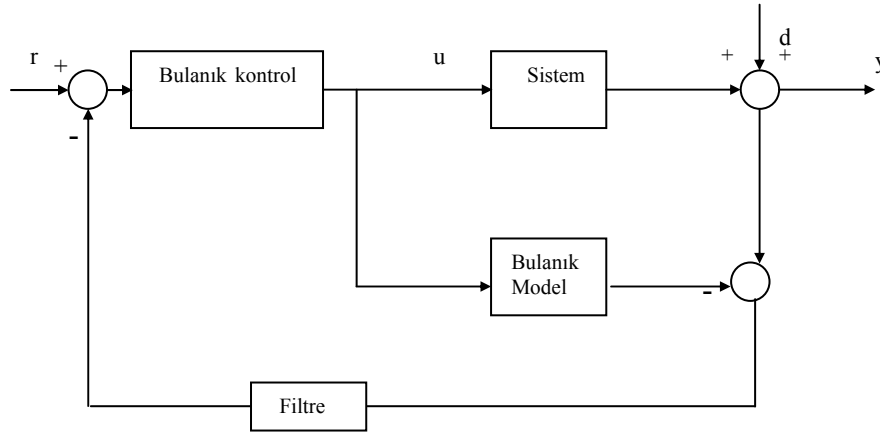 d
r
+
Bulanık kontrol
u
Sistem
+
+
y
-
Bulanık
Model
-
Filtre